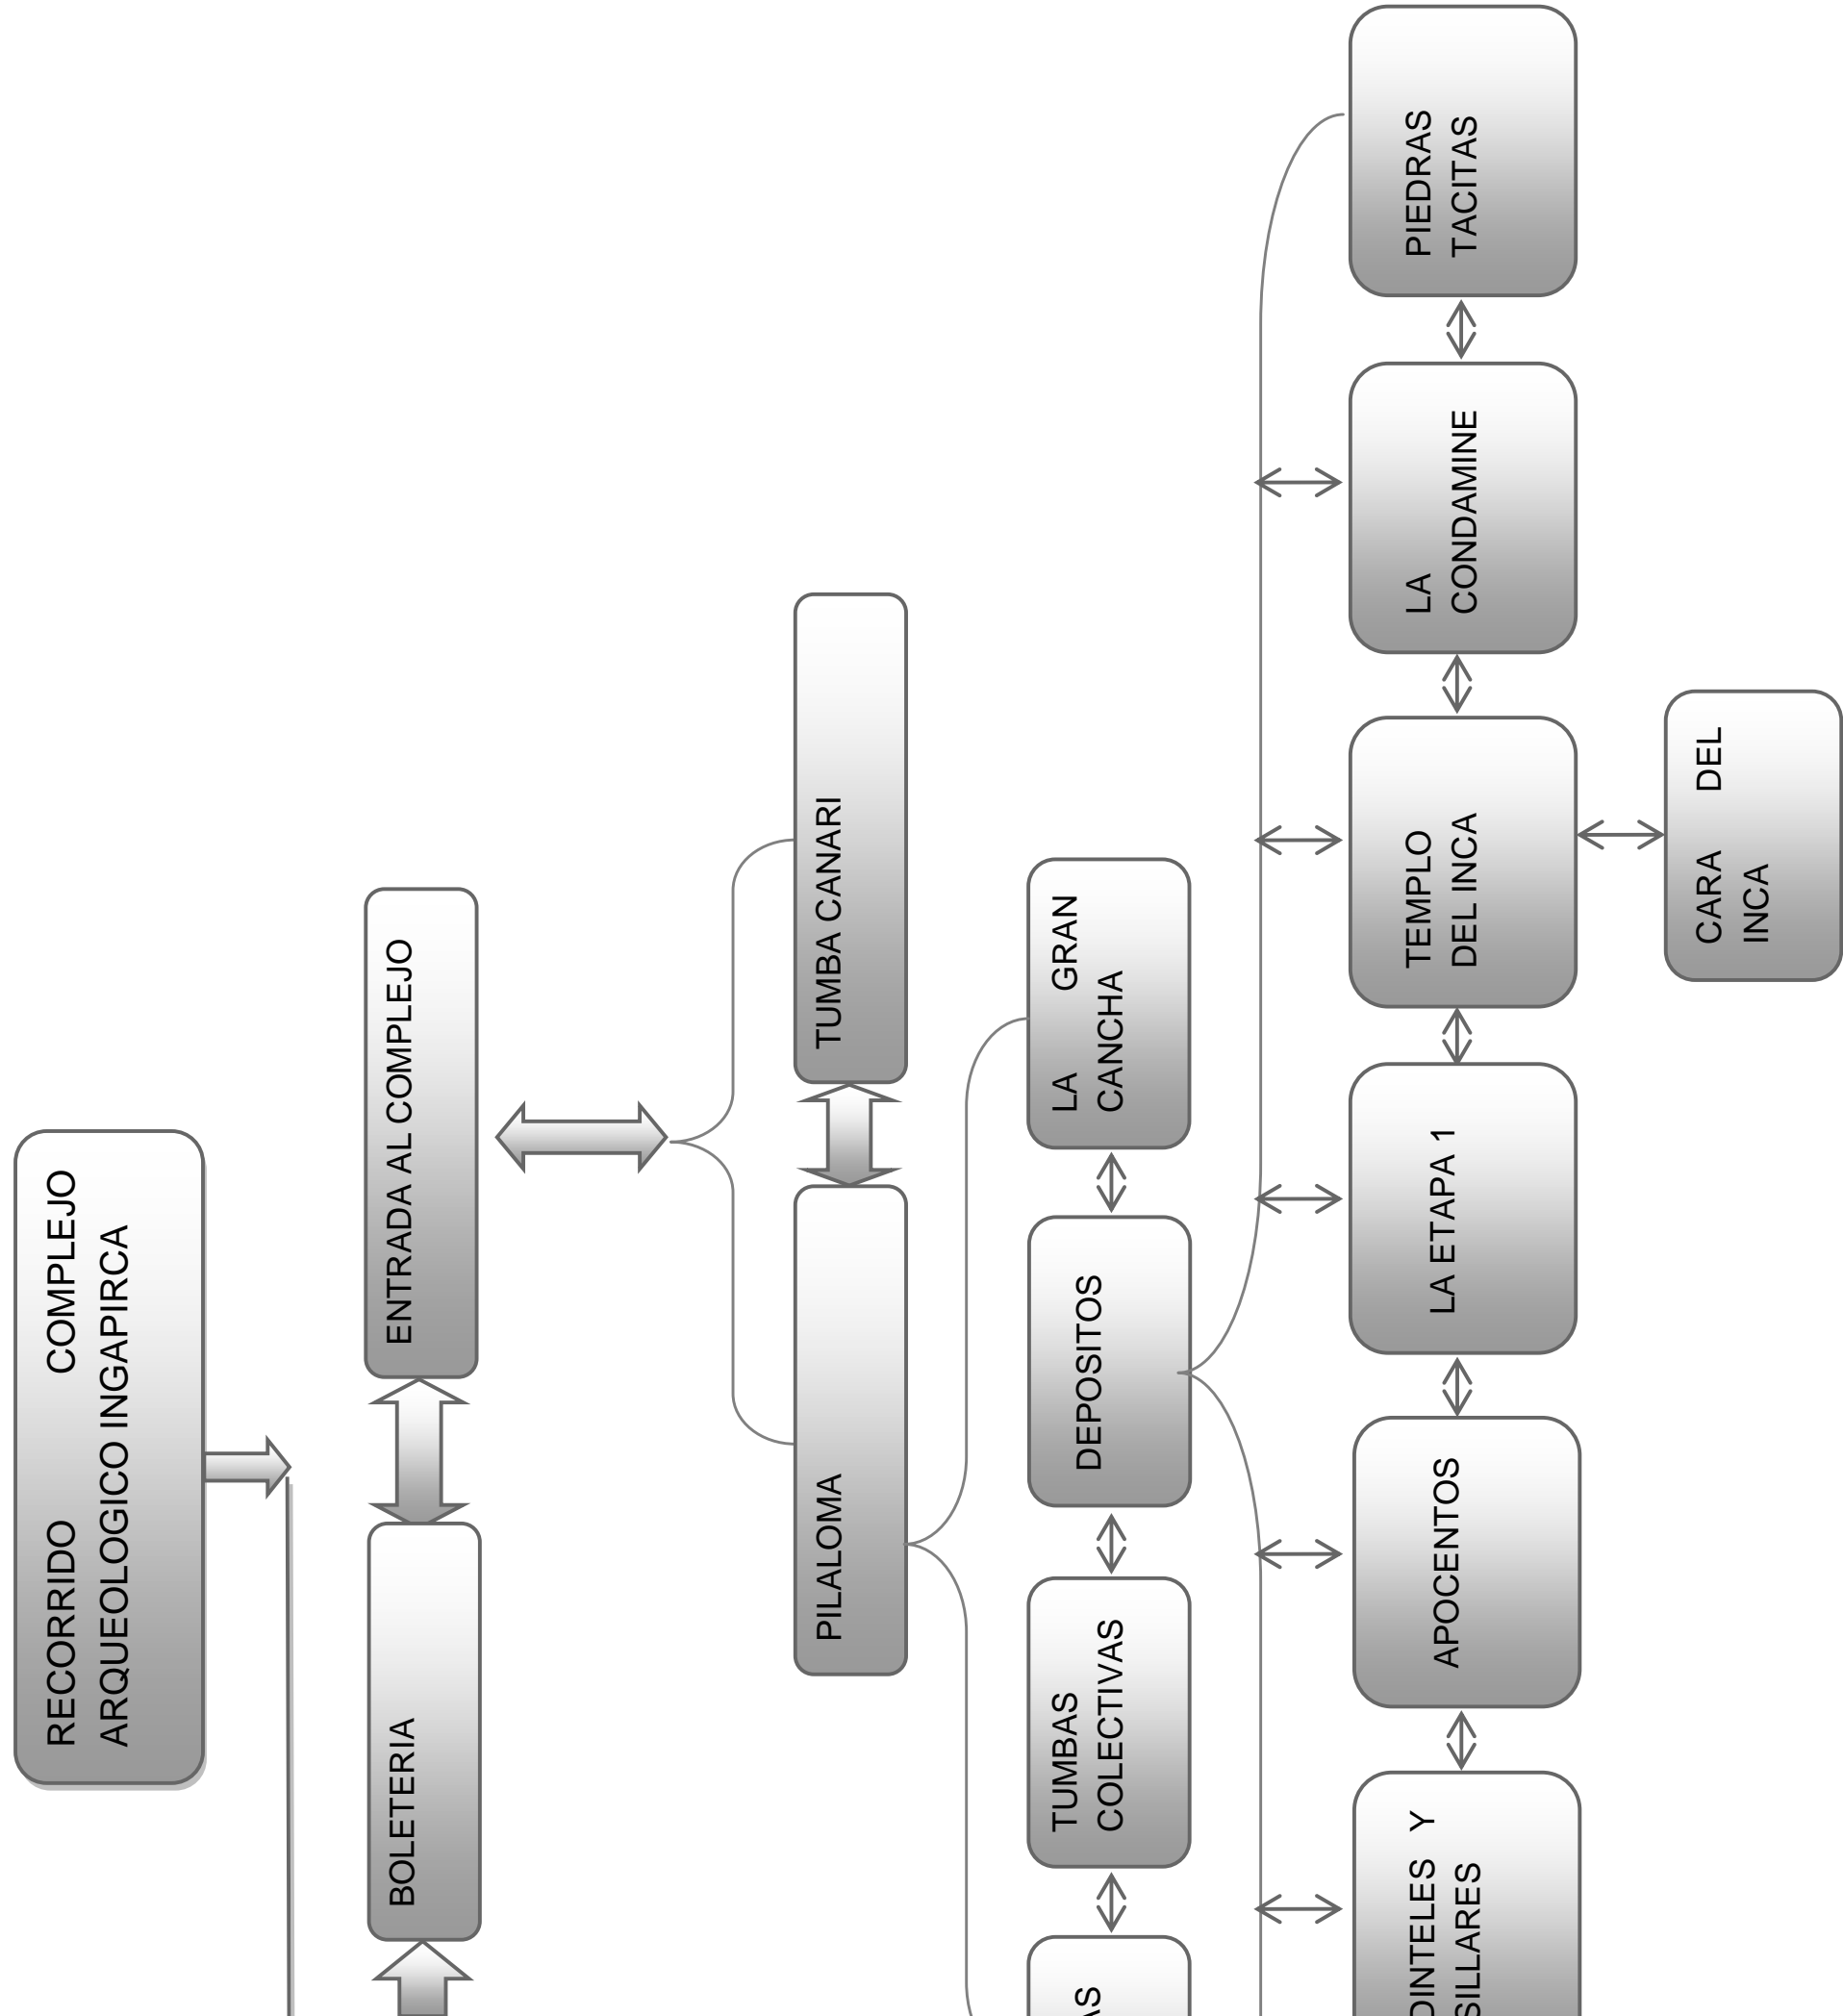 RECORRIDO COMPLEJO
ARQUEOLOGICO INGAPIRCA
BOLETERIA
ENTRADA AL COMPLEJO
PILALOMA
TUMBA CANARI
TUMBAS
COLECTIVAS
DEPOSITOS
LA GRAN
CANCHA
DINTELES Y
SILLARES
APOCENTOS
LA ETAPA 1
TEMPLO
DEL INCA
LA
CONDAMINE
PIEDRAS
TACITAS
CARA DEL
INCA